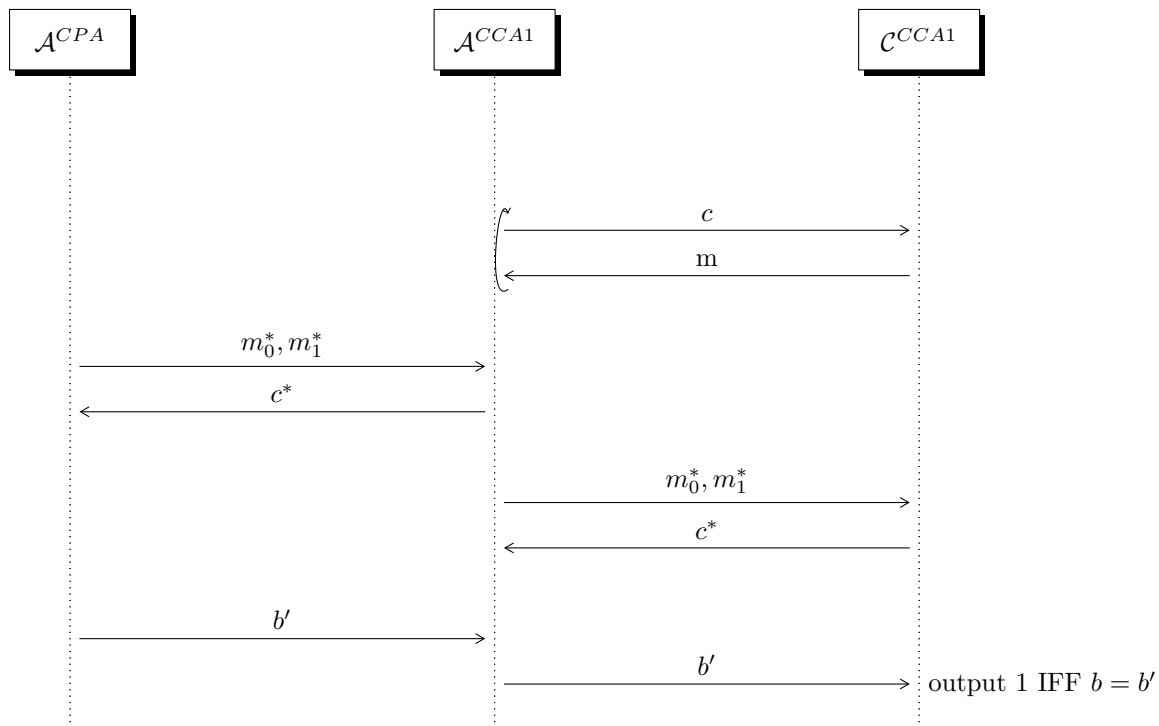 𝒜^{CPA} 𝒜^{CCA1} 𝒞^{CCA1}
c
m
m_0^*, m_1^*
c^*
m_0^*, m_1^*
c^*
b′
b′ output 1 IFF b = b′